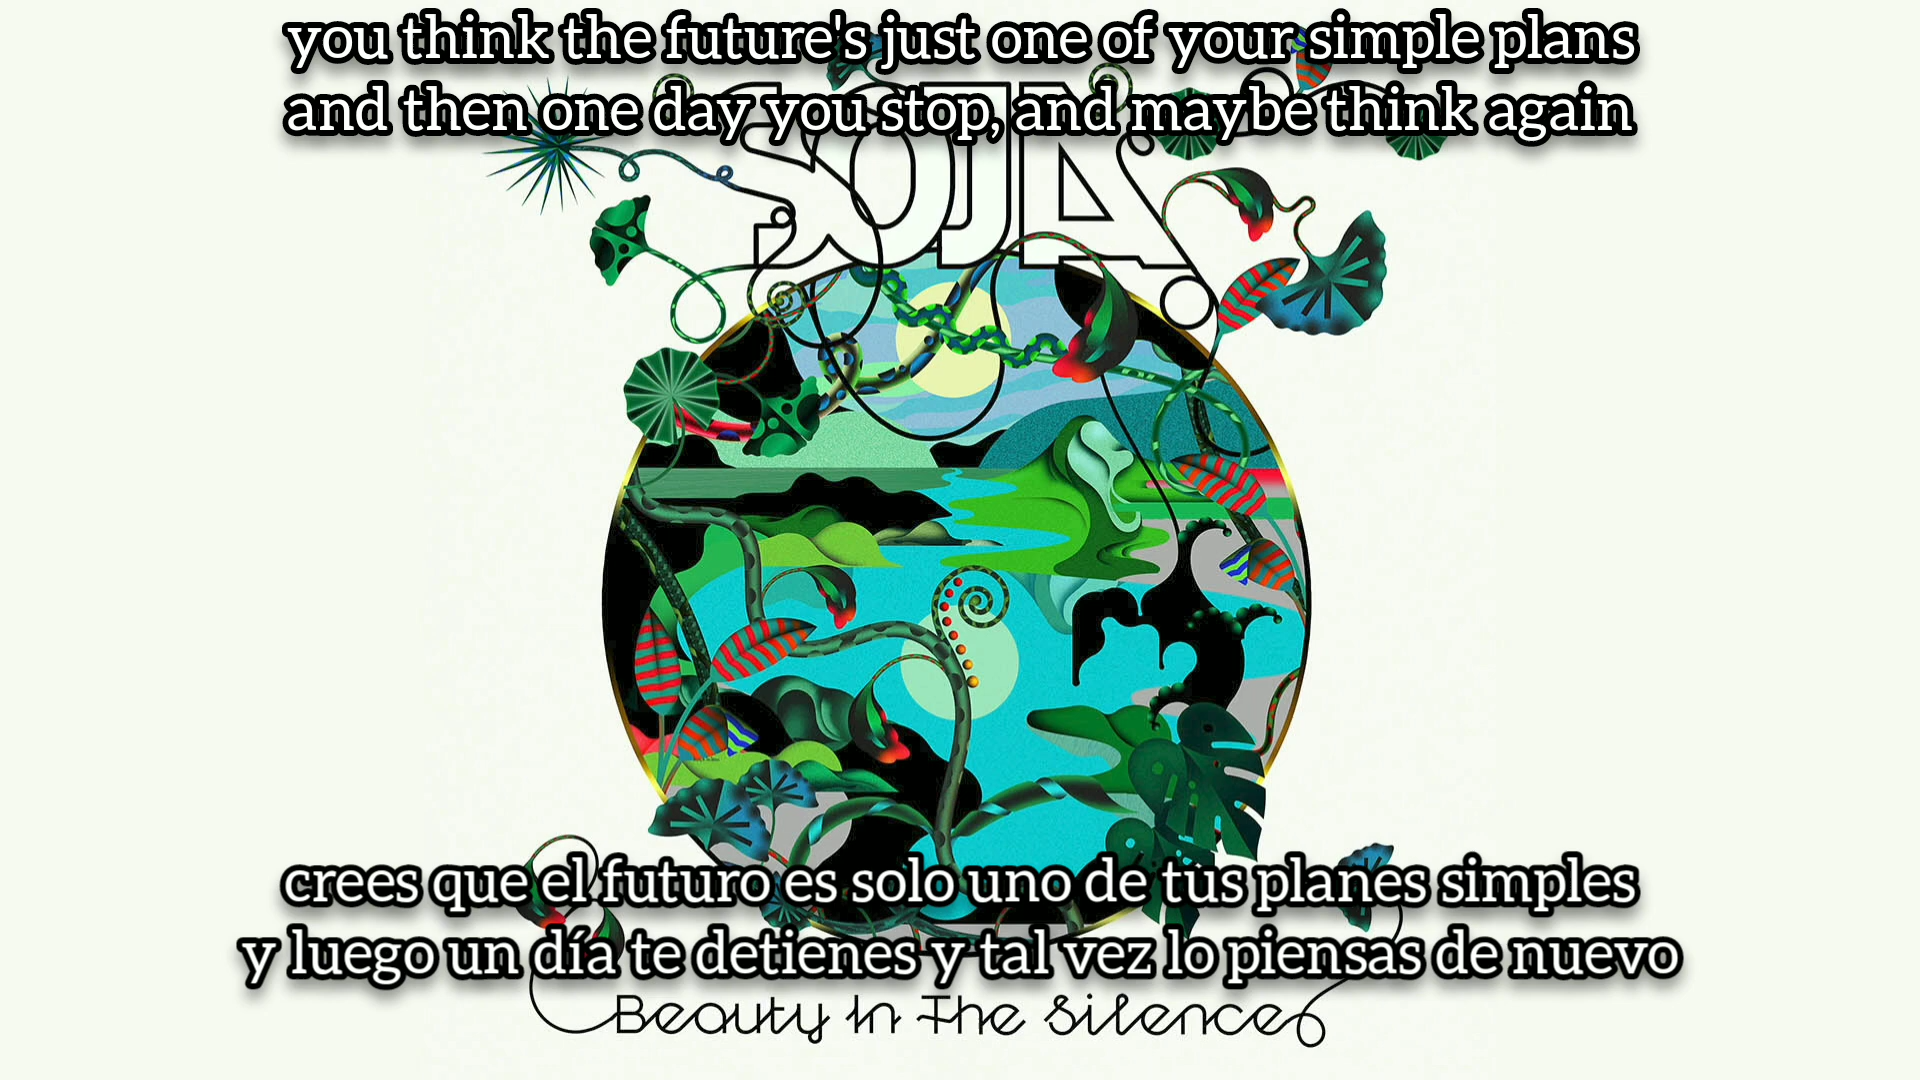 you think the future's just one of your simple plans
and then one day you stop, and maybe think again
SOJA
crees que el futuro es solo uno de tus planes simples
y luego un día te detienes y tal vez lo piensas de nuevo
Beauty In The Silence